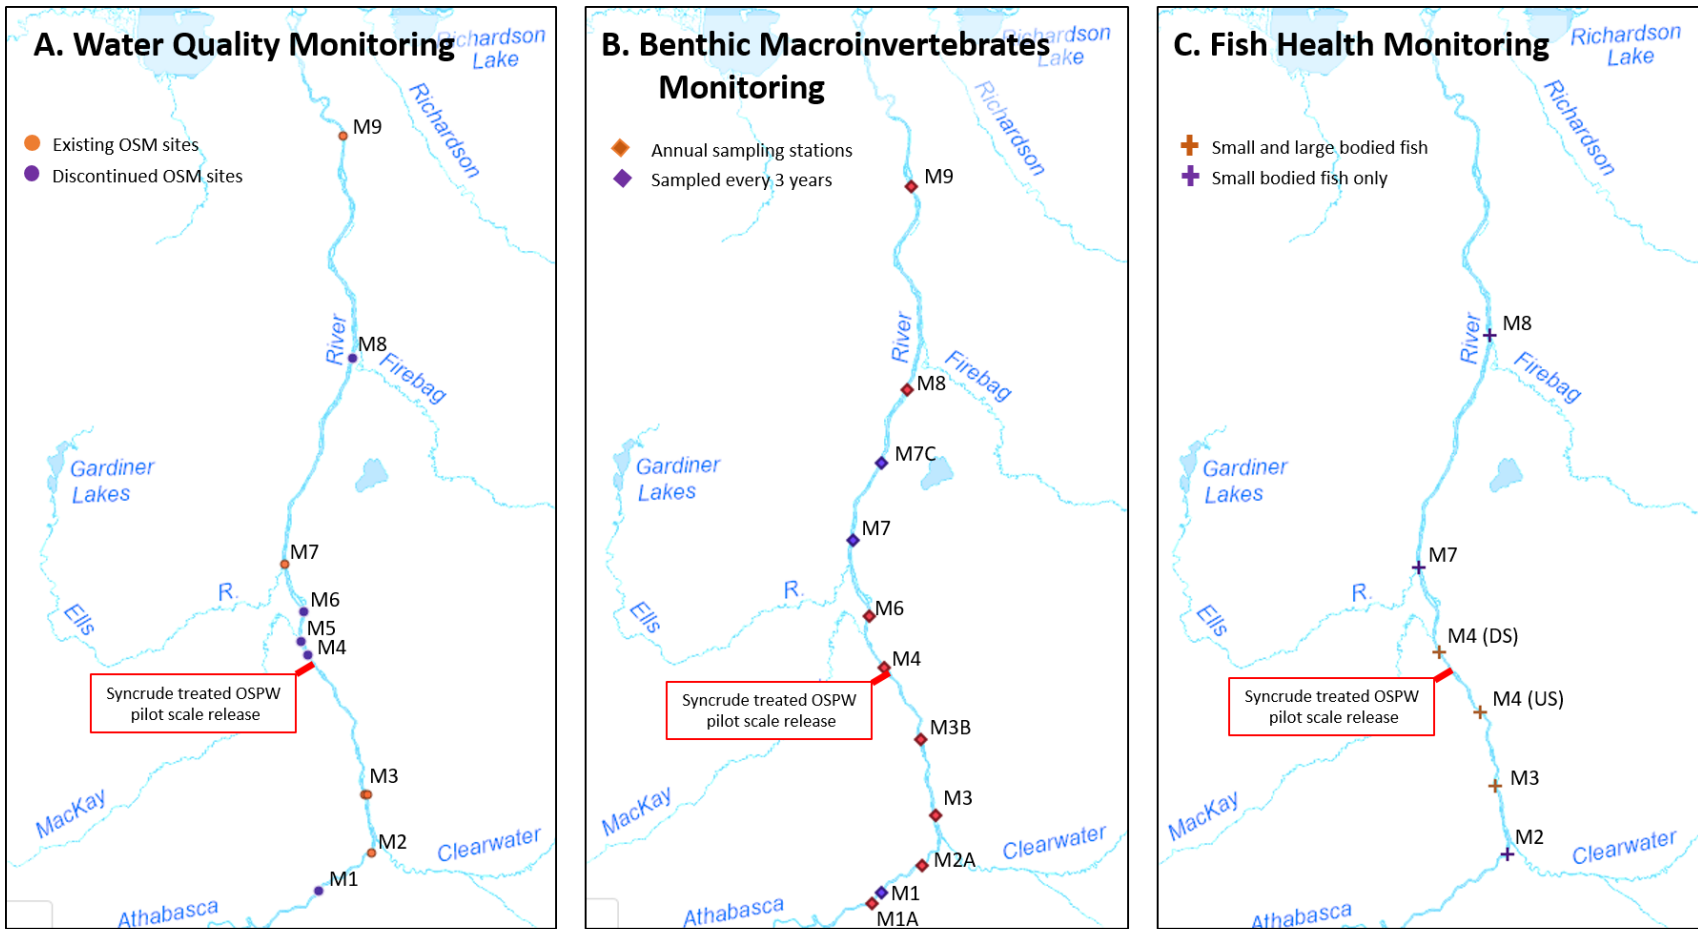 A. Water Quality Monitoring
Richardson
Lake
Richardson
Existing OSM sites
Discontinued OSM sites
M9
River
M8
Firebag
Gardiner
Lakes
M7
R.
Ells
M6
M5
M4
Syncrude treated OSPW
pilot scale release
M3
MacKay
M2
Clearwater
M1
Athabasca
B. Benthic Macroinvertebrates
Monitoring
Richardson
Lake
Richardson
Annual sampling stations
Sampled every 3 years
M9
River
M8
Firebag
M7C
Gardiner
Lakes
M7
R.
Ells
M6
M4
Syncrude treated OSPW
pilot scale release
M3B
M3
MacKay
Clearwater
M2A
M1
M1A
Athabasca
C. Fish Health Monitoring
Richardson
Lake
Richardson
Small and large bodied fish
Small bodied fish only
M8
River
Firebag
Gardiner
Lakes
M7
R.
Ells
M4 (DS)
Syncrude treated OSPW
pilot scale release
M4 (US)
M3
MacKay
M2
Clearwater
Athabasca